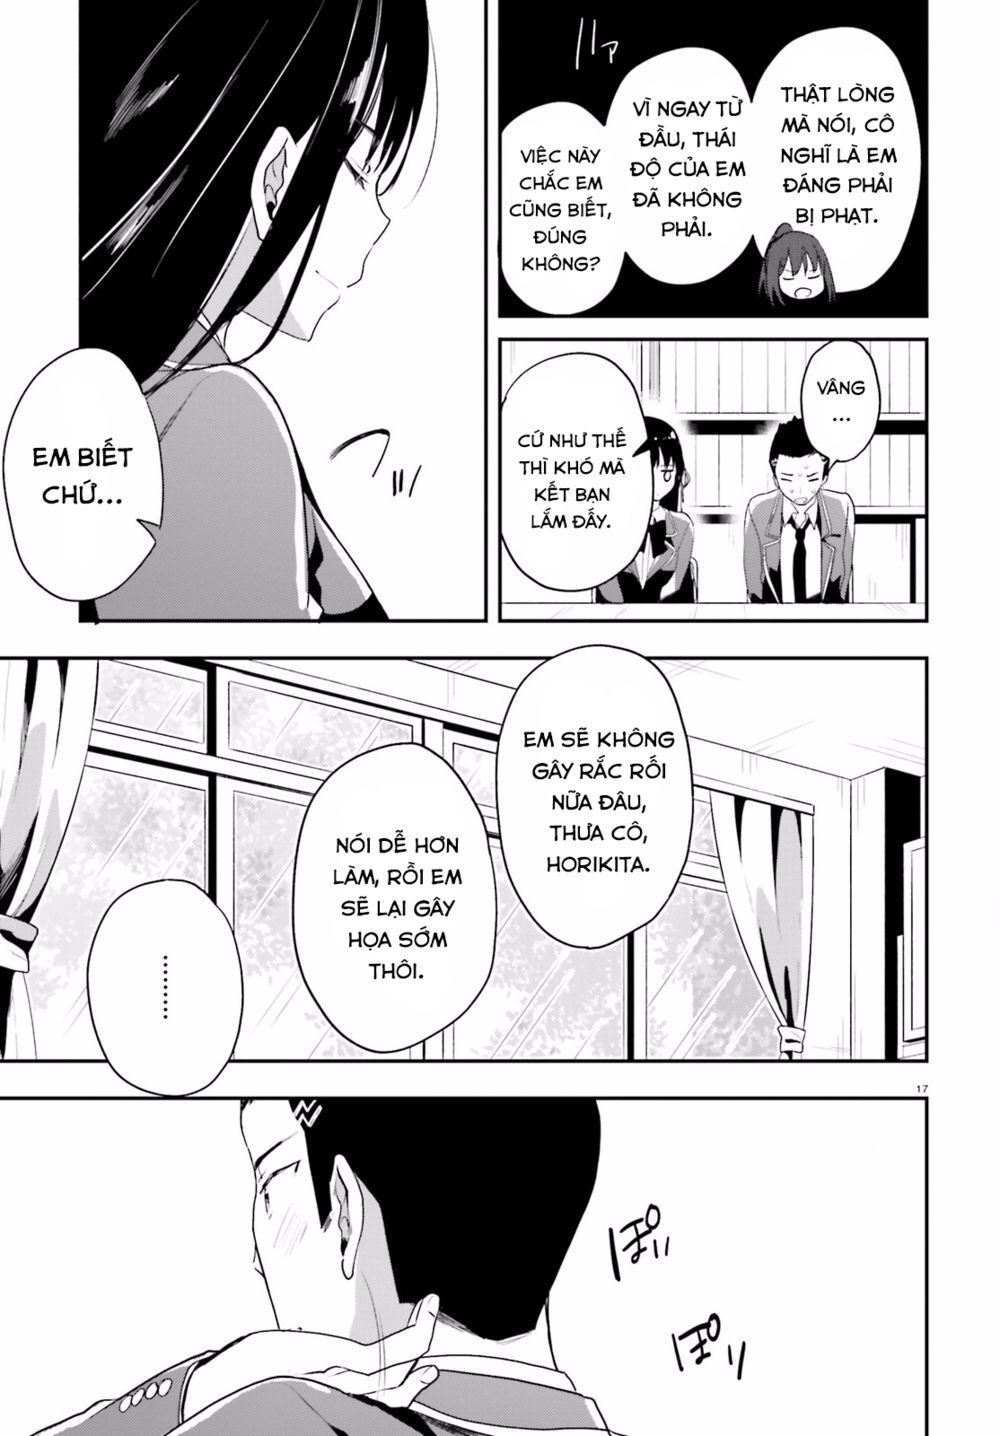 ッァ
THẬT LÒNG
MÀ NÓI, CÔ
NGHĨ LÀ EM
ĐÁNG PHẢI
BỊ PHẠT.
VÌ NGAY TỪ
ĐẦU, THÁI
ĐỘ CỦA EM
ĐÃ KHÔNG
PHẢI.
VIỆC NÀY
CHẮC EM
CŨNG BIẾT,
ĐÚNG
KHÔNG?
VÂNG
...
CỨ NHƯ THẾ
THÌ KHÓ MÀ
KẾT BẠN
LẮM ĐẤY.
EM BIẾT
CHỨ...
EM SẼ KHÔNG
GÂY RẮC RỐI
NỮA ĐÂU,
THƯA CÔ,
HORIKITA.
NÓI DỄ HƠN
LÀM, RỒI EM
SẼ LẠI GÂY
HỌA SỚM
THÔI.
.........
17
ぽり
ぽり